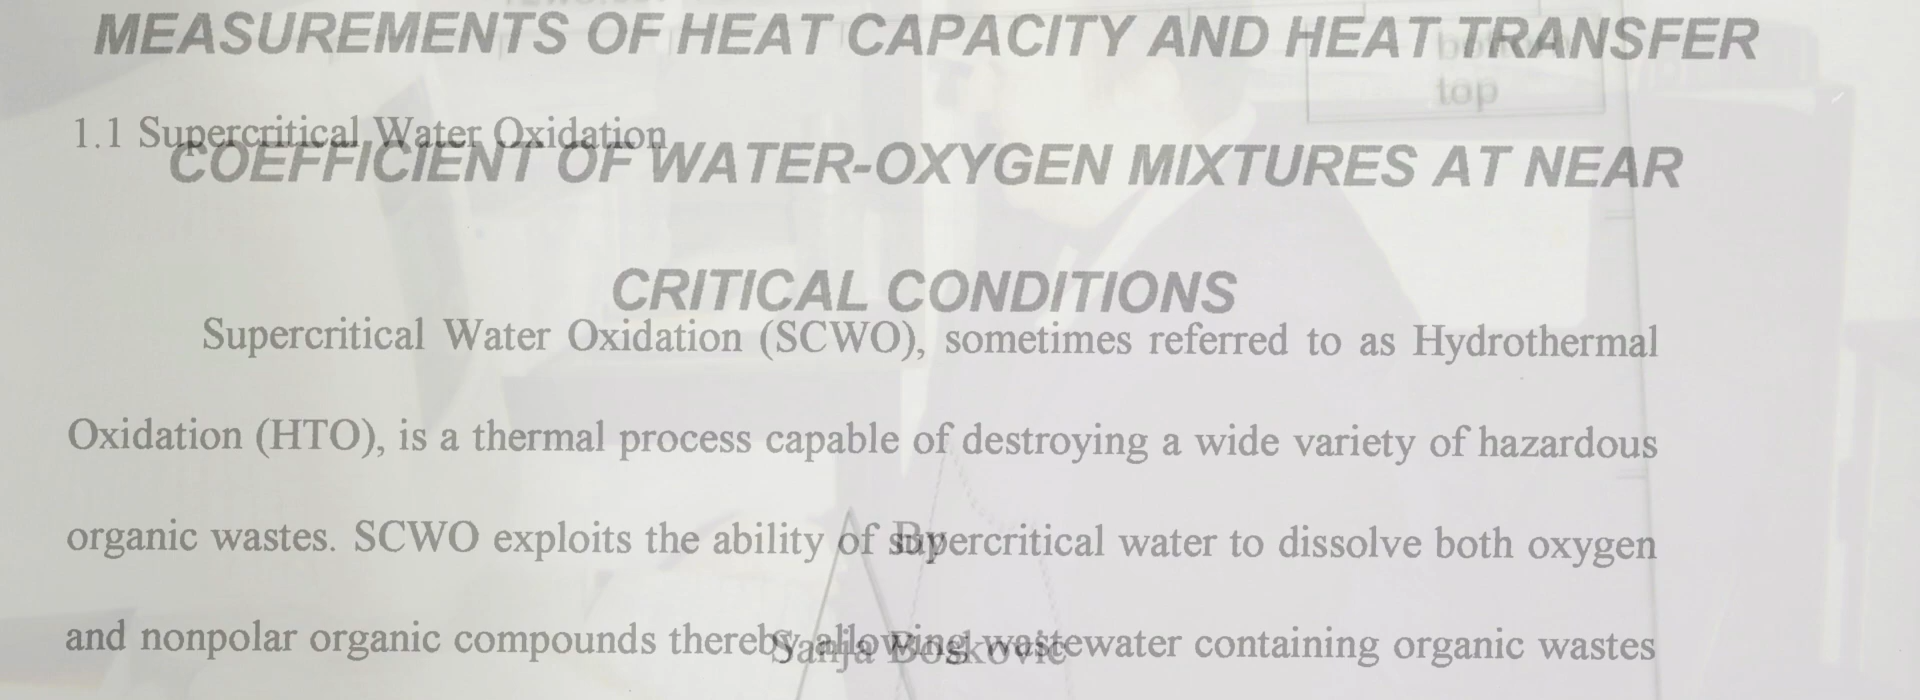 MEASUREMENTS OF HEAT CAPACITY AND HEAT TRANSFER
top
1.1 Supercritical Water Oxidation
COEFFICIENT OF WATER-OXYGEN MIXTURES AT NEAR
CRITICAL CONDITIONS
Supercritical Water Oxidation (SCWO), sometimes referred to as Hydrothermal
Oxidation (HTO), is a thermal process capable of destroying a wide variety of hazardous
organic wastes. SCWO exploits the ability of supercritical water to dissolve both oxygen
By
and nonpolar organic compounds thereby allowing wastewater containing organic wastes
Boskovic